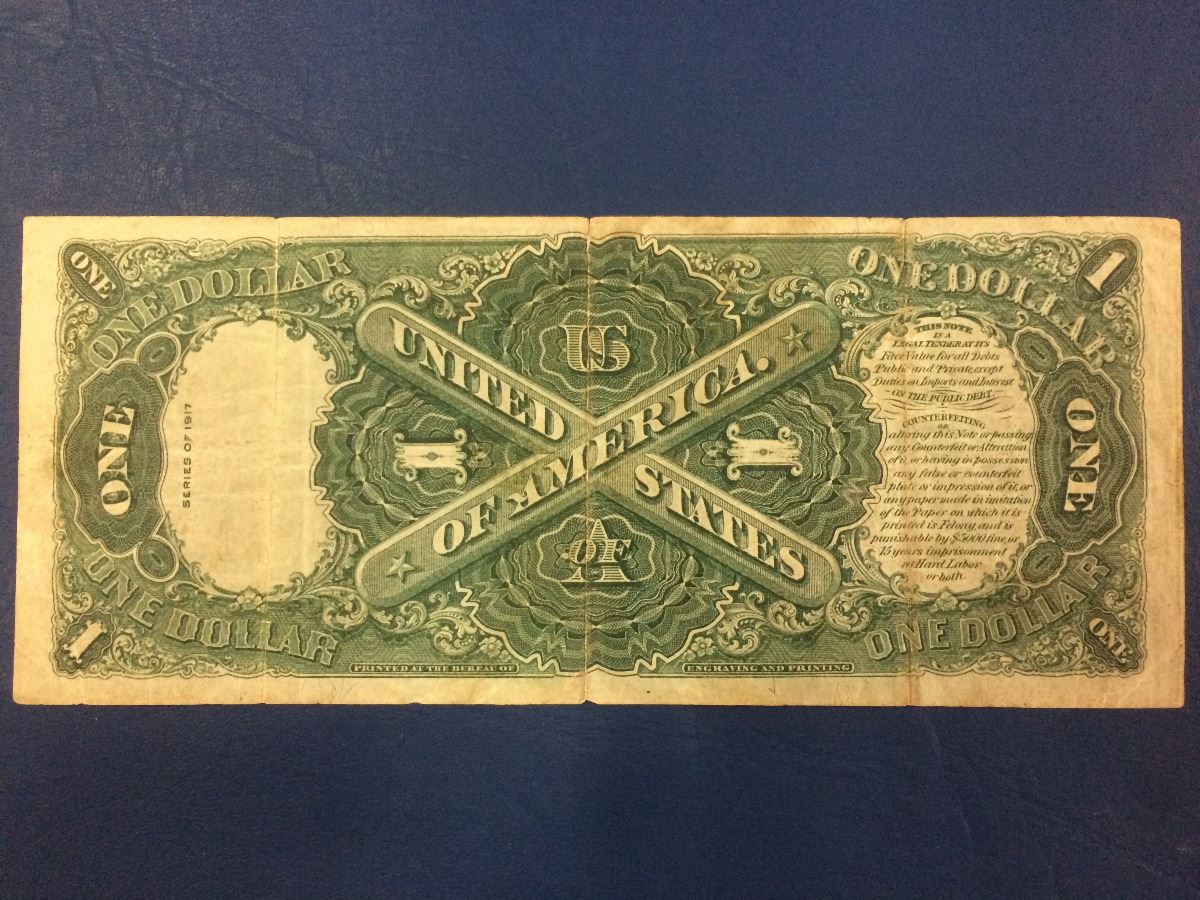 ONE
ONE DOLLAR
ONE DOLLAR
1
US
UNITED
STATES
OF AMERICA.
ONE
SERIES OF 1917
1
1
THIS NOTE
IS A
LEGAL TENDER AT ITS
Face Value for all Debts
Public and Private, except
Duties on Imports and Interest
ON THE PUBLIC DEBT.
COUNTERFEITING
or
altering this Note or passing
any Counterfeit or Alteration
of it, or having in possession
any false or counterfeit
plate or impression of it, or
any paper made in imitation
of the Paper on which it is
printed is Felony, and is
punishable by $5000 fine, or
15 years imprisonment
at Hard Labor
or both.
ONE
A
OF
1
ONE DOLLAR
ONE DOLLAR
ONE
PRINTED AT THE BUREAU OF
ENGRAVING AND PRINTING